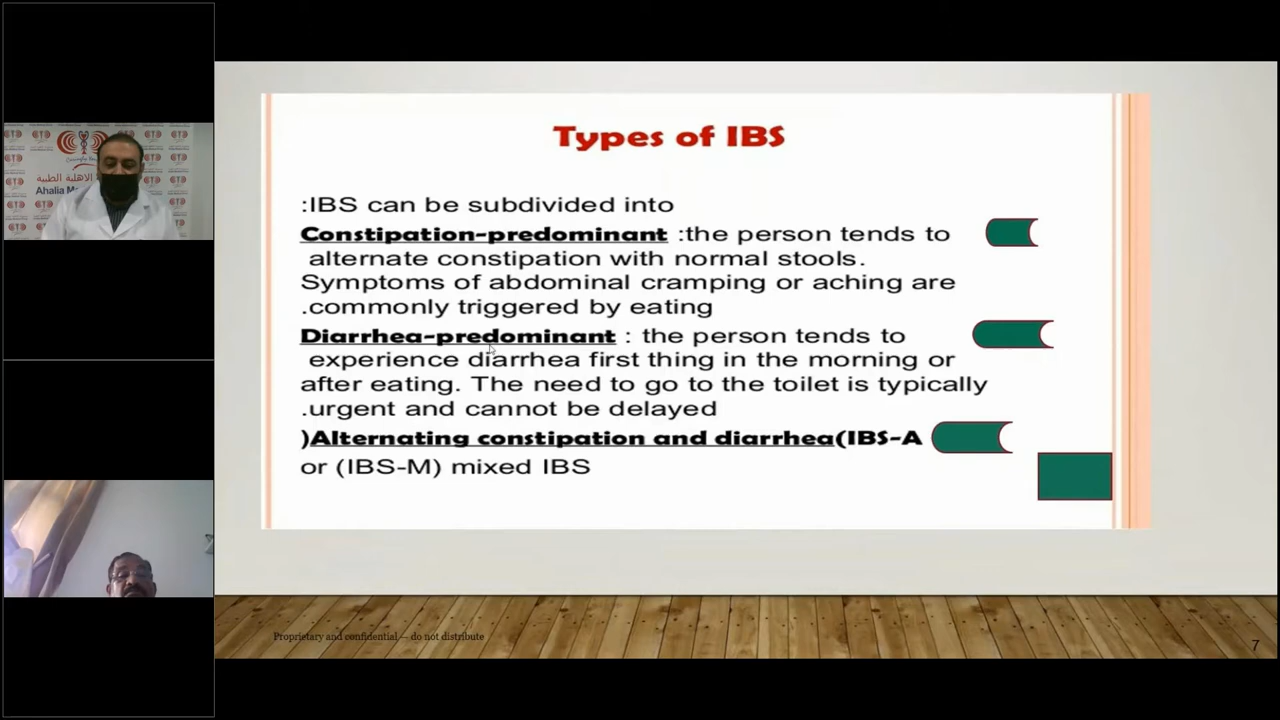 Types of IBS
:IBS can be subdivided into
Constipation-predominant :the person tends to
alternate constipation with normal stools.
Symptoms of abdominal cramping or aching are
.commonly triggered by eating
Diarrhea-predominant : the person tends to
experience diarrhea first thing in the morning or
after eating. The need to go to the toilet is typically
.urgent and cannot be delayed
)Alternating constipation and diarrhea(IBS-A
or (IBS-M) mixed IBS
Proprietary and confidential — do not distribute
7
الاهلية الطبية
Ahalia